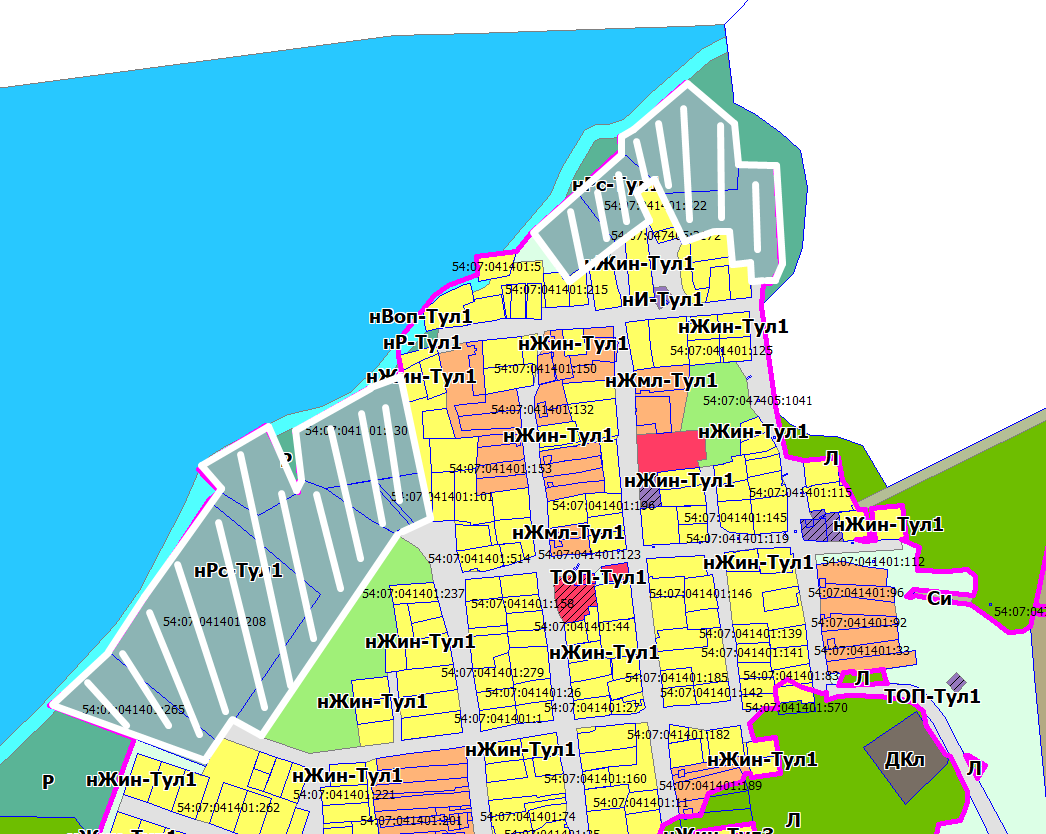 54:07:041401:5
нЖин-Тул1
54:07:041401:215
нИ-Тул1
нВоп-Тул1
нЖин-Тул1
нР-Тул1
нЖин-Тул1
54:07:041401:125
54:07:041401:150
нЖин-Тул1
нЖмл-Тул1
54:07:047405:1041
54:07:041401:132
нЖин-Тул1
нЖин-Тул1
Р
Л
54:07:041401:153
54:07:041401:101
нЖин-Тул1
54:07:041401:115
54:07:041401:196
54:07:041401:145
нЖин-Тул1
нЖмл-Тул1
54:07:041401:119
54:07:041401:514
54:07:041401:123
нЖин-Тул1
54:07:041401:112
нРс-Тул1
ТОП-Тул1
54:07:041401:237
54:07:041401:146
54:07:041401:96
Си
54:07:041401:158
54:07:041401:208
54:07:041401:44
54:07:041401:92
54:07:041401:139
нЖин-Тул1
нЖин-Тул1
54:07:041401:141
54:07:041401:33
54:07:041401:279
54:07:041401:185
54:07:041401:83
Л
54:07:041401:26
54:07:041401:142
ТОП-Тул1
нЖин-Тул1
54:07:041401:265
54:07:041401:27
54:07:041401:570
54:07:041401:1
54:07:041401:182
нЖин-Тул1
нЖин-Тул1
ДКл
Л
Р
нЖин-Тул1
нЖин-Тул1
54:07:041401:160
54:07:041401:189
54:07:041401:221
54:07:041401:262
54:07:041401:11
54:07:041401:74
54:07:041401:201
Л